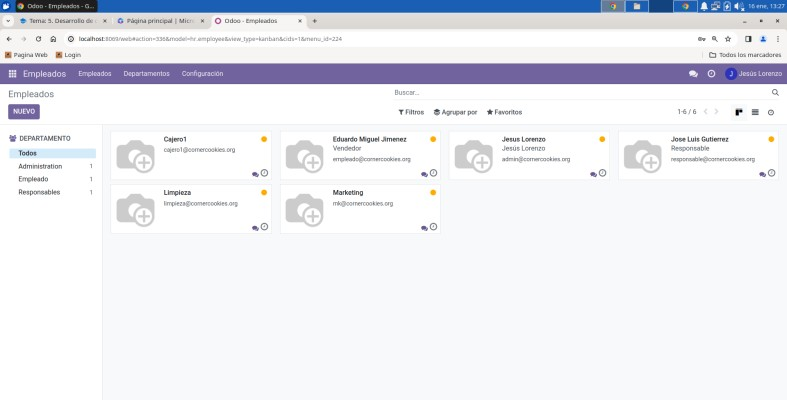 Odoo - Empleados - G...
16 ene, 13:27
Tema: 5. Desarrollo de
Página principal | Micr
Odoo - Empleados
localhost:8069/web#action=336&model=hr.employee&view_type=kanban&cids=1&menu_id=224
Pagina Web
Login
Todos los marcadores
Empleados
Empleados
Departamentos
Configuración
J
Jesús Lorenzo
Empleados
Buscar...
NUEVO
Filtros
Agrupar por
Favoritos
1-6 / 6
DEPARTAMENTO
Todos
Administration 1
Empleado 1
Responsables 1
Cajero1
cajero1@comercookies.org
Eduardo Miguel Jimenez
Vendedor
empleado@comercookies.org
Jesus Lorenzo
Jesús Lorenzo
admin@comercookies.org
Jose Luis Gutierrez
Responsable
responsable@comercookies.org
Limpieza
limpieza@comercookies.org
Marketing
mk@comercookies.org